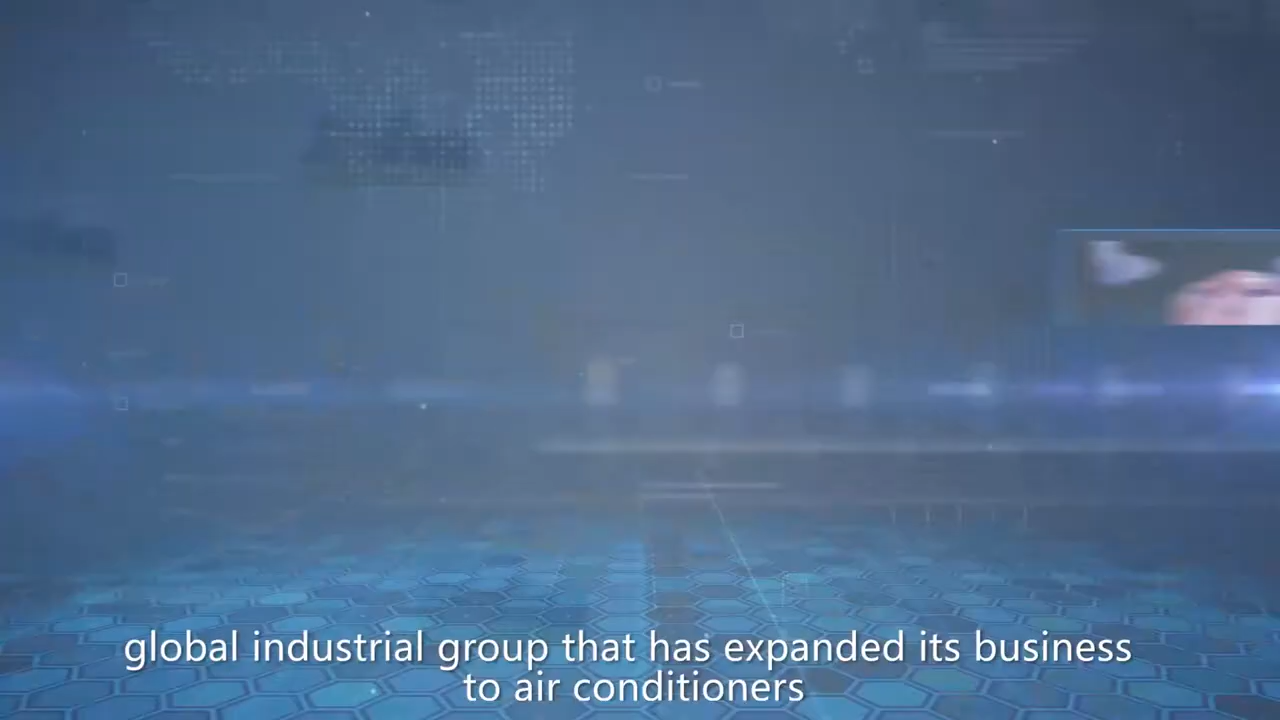 global industrial group that has expanded its business
to air conditioners